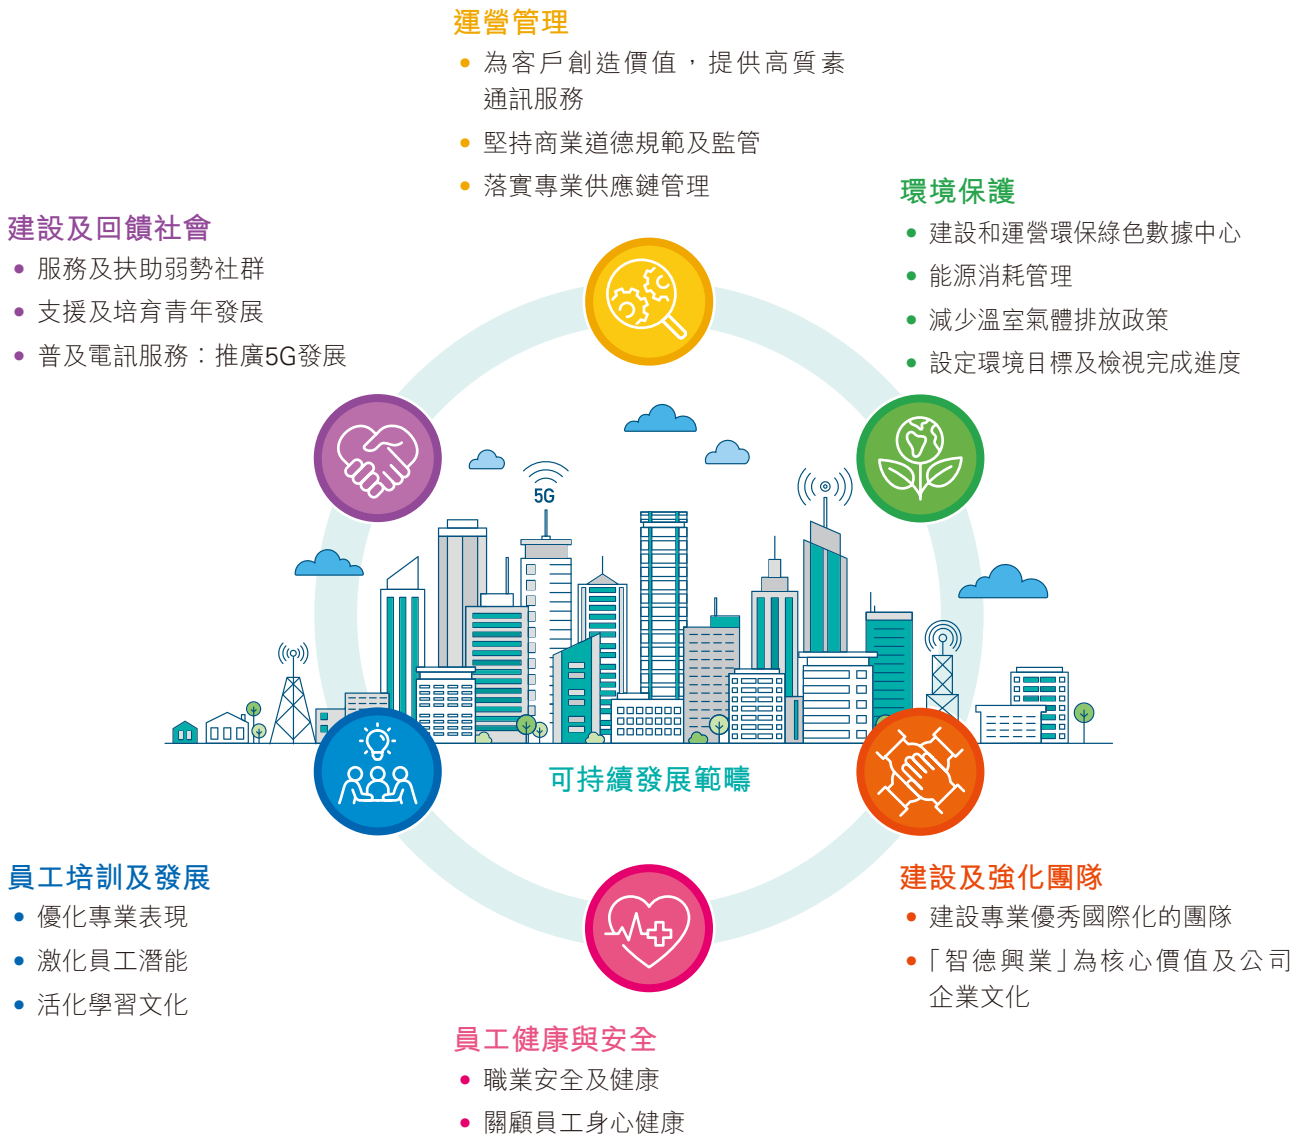 運營管理
• 為客戶創造價值，提供高質素
通訊服務
• 堅持商業道德規範及監管
• 落實專業供應鏈管理
環境保護
• 建設和運營環保綠色數據中心
• 能源消耗管理
• 減少溫室氣體排放政策
• 設定環境目標及檢視完成進度
建設及回饋社會
• 服務及扶助弱勢社群
• 支援及培育青年發展
• 普及電訊服務：推廣5G發展
5G
可持續發展範疇
員工培訓及發展
• 優化專業表現
• 激化員工潛能
• 活化學習文化
建設及強化團隊
• 建設專業優秀國際化的團隊
• 「智德興業」為核心價值及公司
企業文化
員工健康與安全
• 職業安全及健康
• 關顧員工身心健康